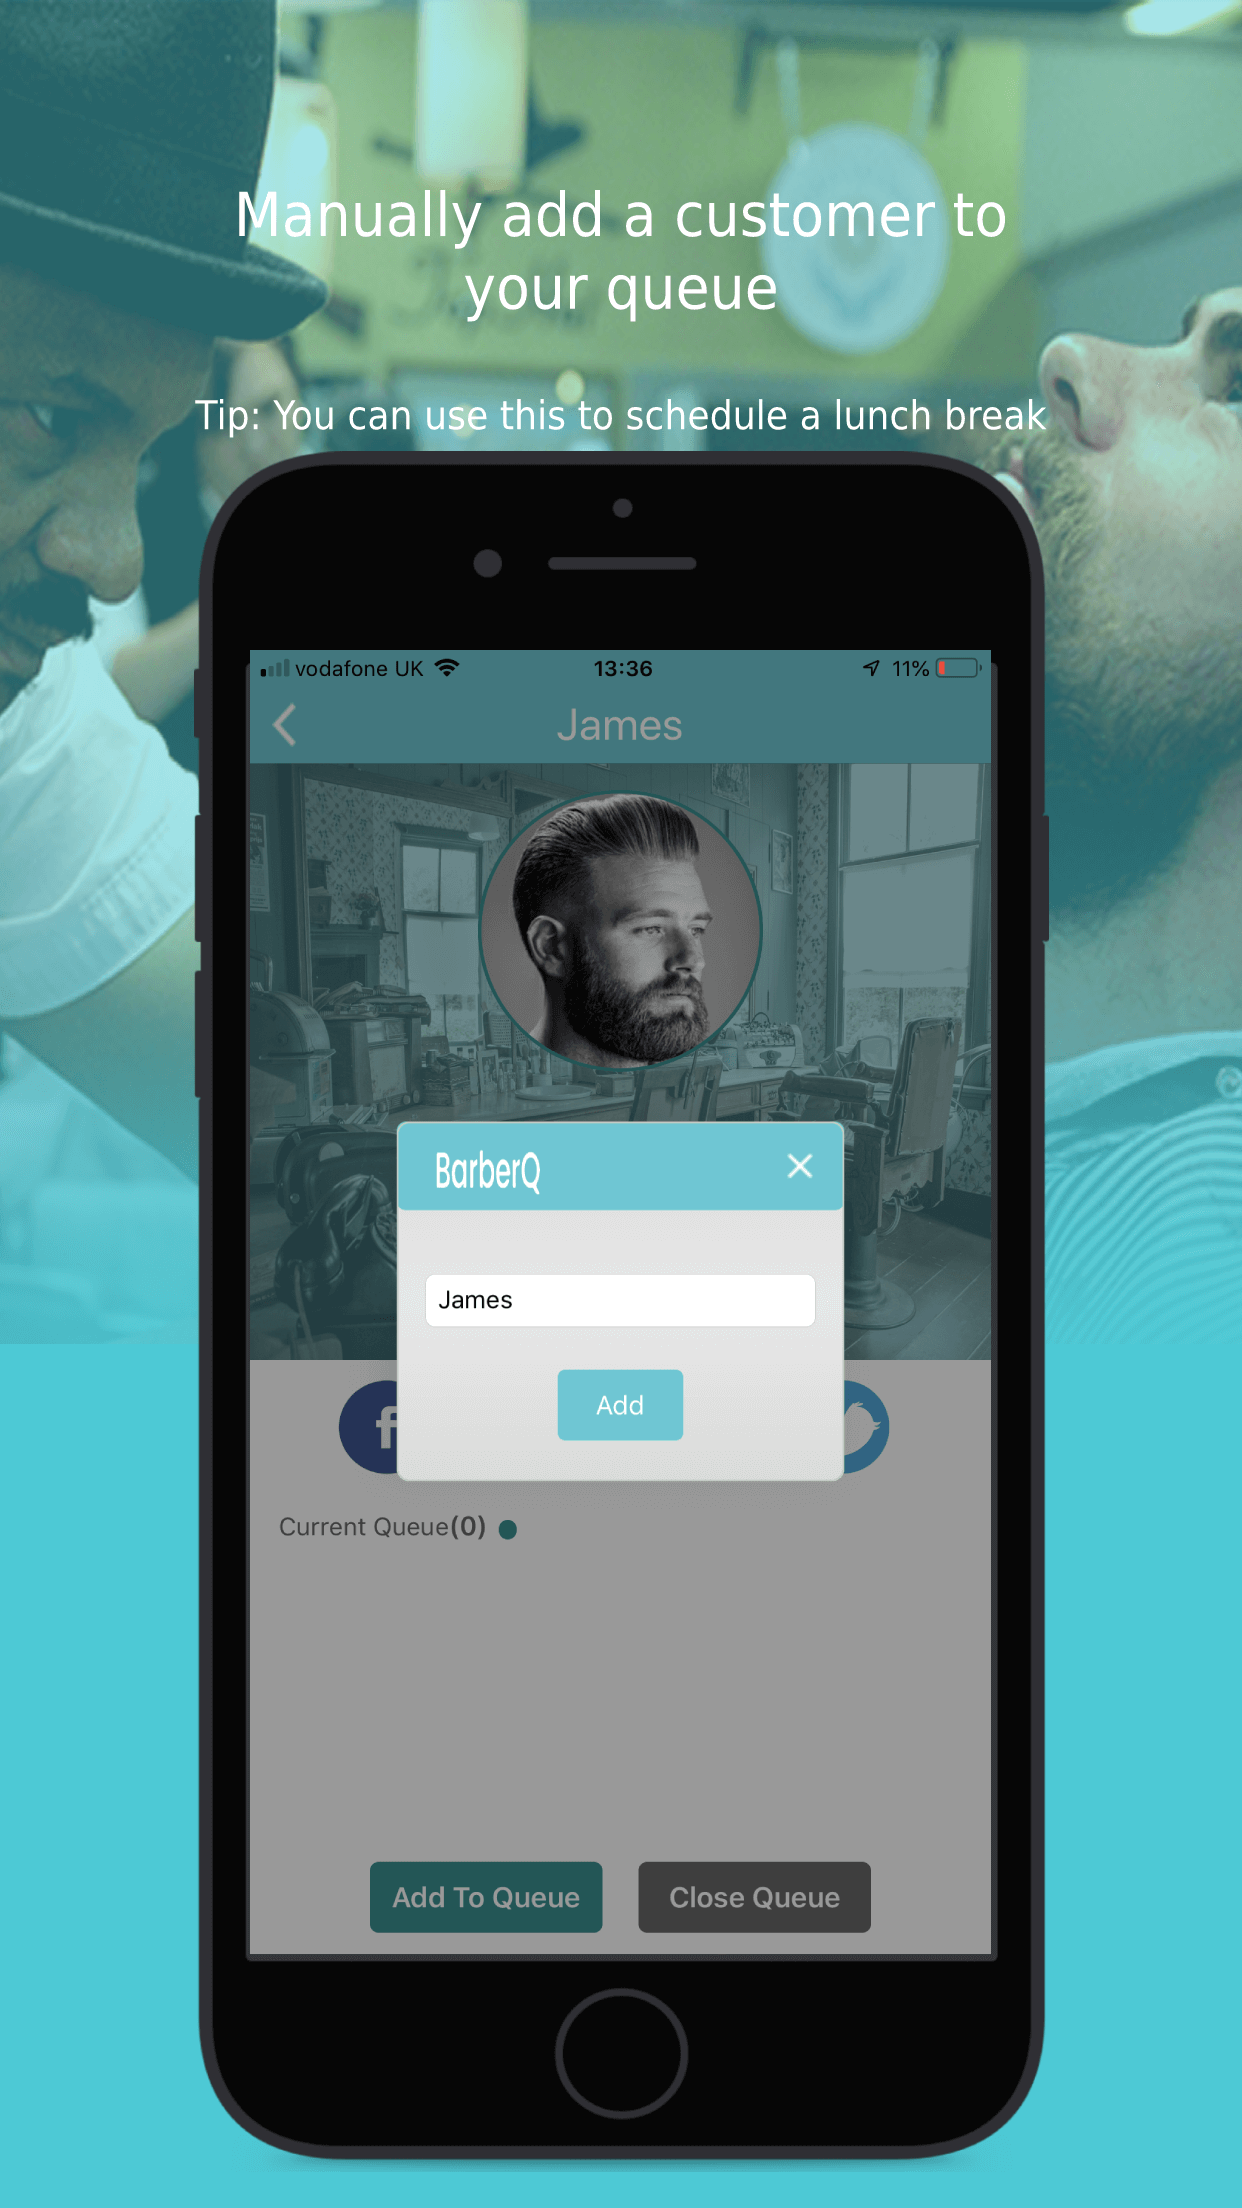 Manually add a customer to
your queue
Tip: You can use this to schedule a lunch break
vodafone UK 13:36 11%
James
BarberQ
James
Add
f
Current Queue(0)
Add To Queue Close Queue